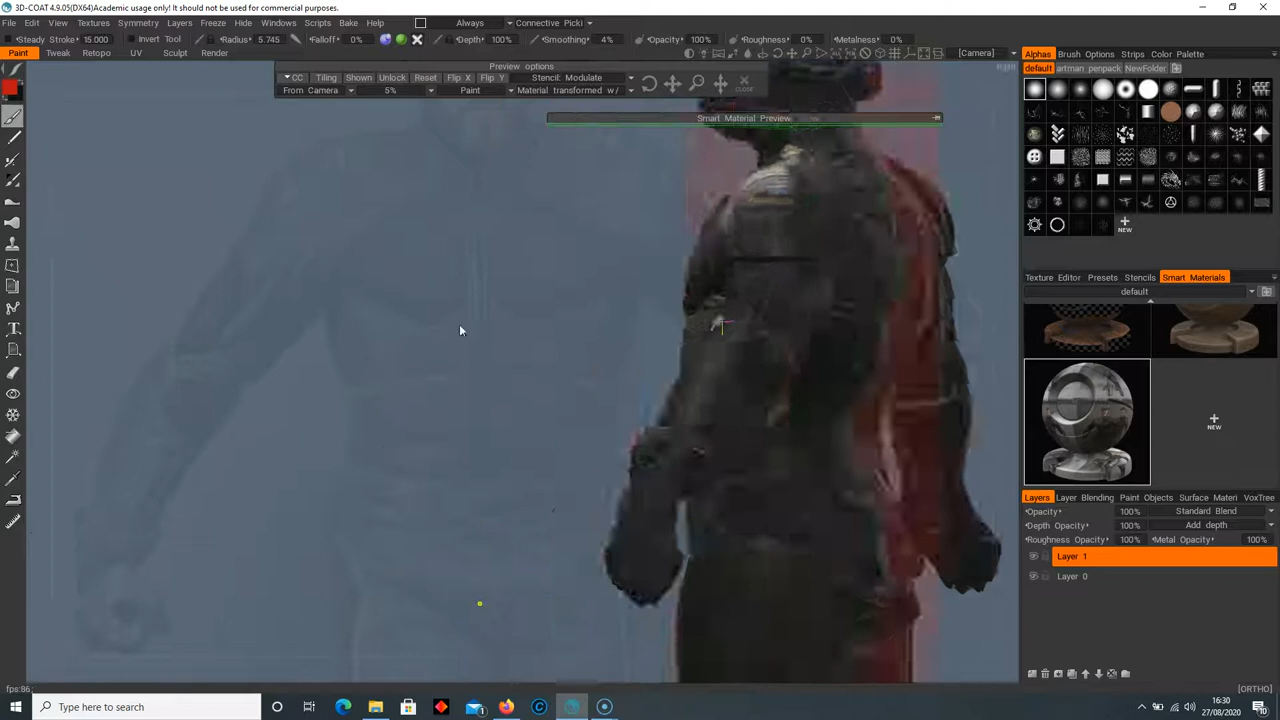 3D-COAT 4.9.05(DX64)Academic usage only! It should not be used for commercial purposes.
File Edit View Textures Symmetry Layers Freeze Hide Commercial Windows Scripts Bake Help Always Connective Picki
Steady Stroke 15.000 Invert Tool Radius 5.745 Falloff 0% Depth 100% Smoothing 4% Opacity 100% Roughness 0% Metalness 0%
Paint Tweak Retopo UV Sculpt Render [Camera]
Preview options
CC Tiling Shown Unlock Reset Flip X Flip Y Stencil: Modulate
From Camera 5% Paint Material transformed w/ CLOSE
Smart Material Preview
Alphas Brush Options Strips Color Palette
default artman penpack NewFolder
NEW
Texture Editor Presets Stencils Smart Materials
default
NEW
Layers Layer Blending Paint Objects Surface Materi VoxTree
Opacity 100% Standard Blend
Depth Opacity 100% Add depth
Roughness Opacity 100% Metal Opacity 100%
Layer 1
Layer 0
fps:86; [ORTHO]
Type here to search
1
16:30
27/08/2020
10